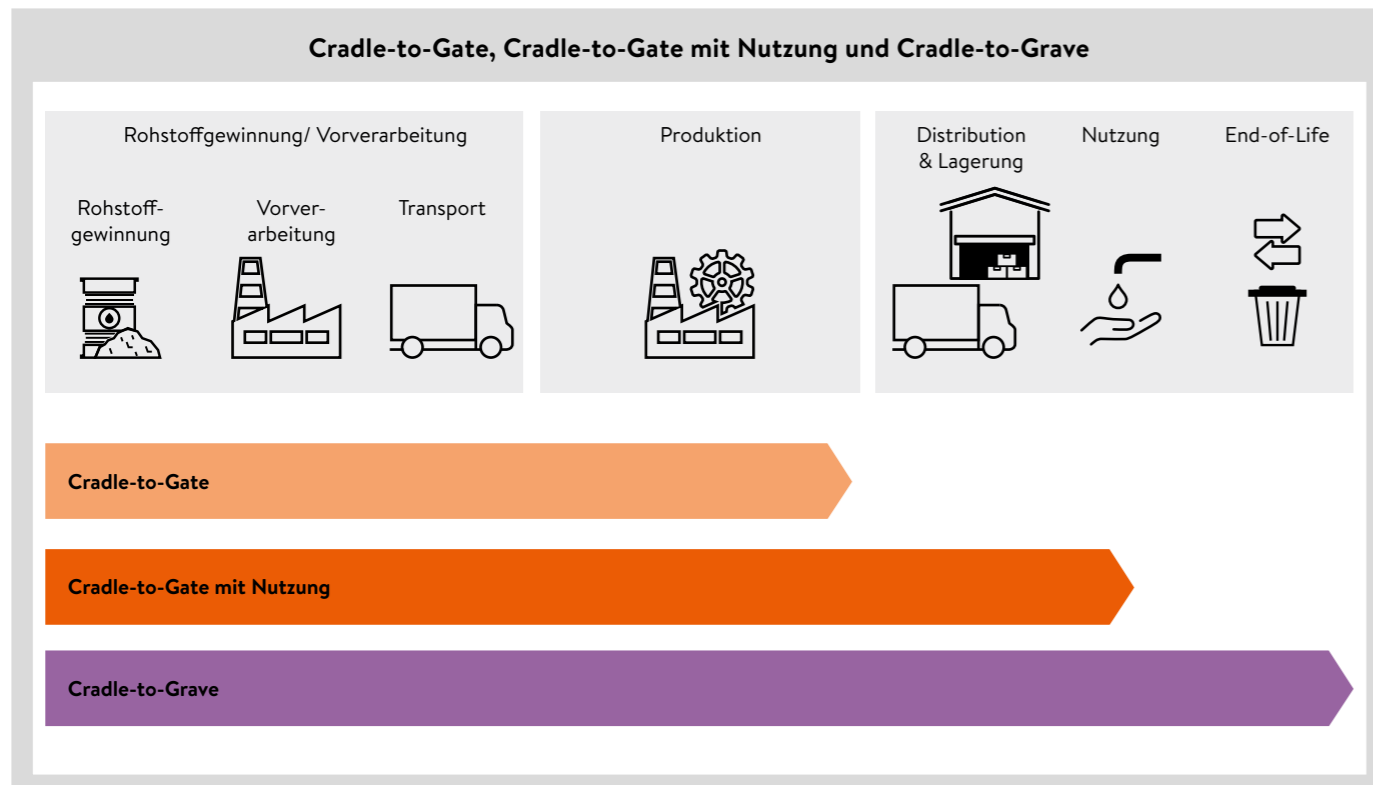 Cradle-to-Gate, Cradle-to-Gate mit Nutzung und Cradle-to-Grave
Rohstoffgewinnung/ Vorverarbeitung
Rohstoff-
gewinnung
Vorver-
arbeitung
Transport
Produktion
Distribution
& Lagerung
Nutzung
End-of-Life
Cradle-to-Gate
Cradle-to-Gate mit Nutzung
Cradle-to-Grave